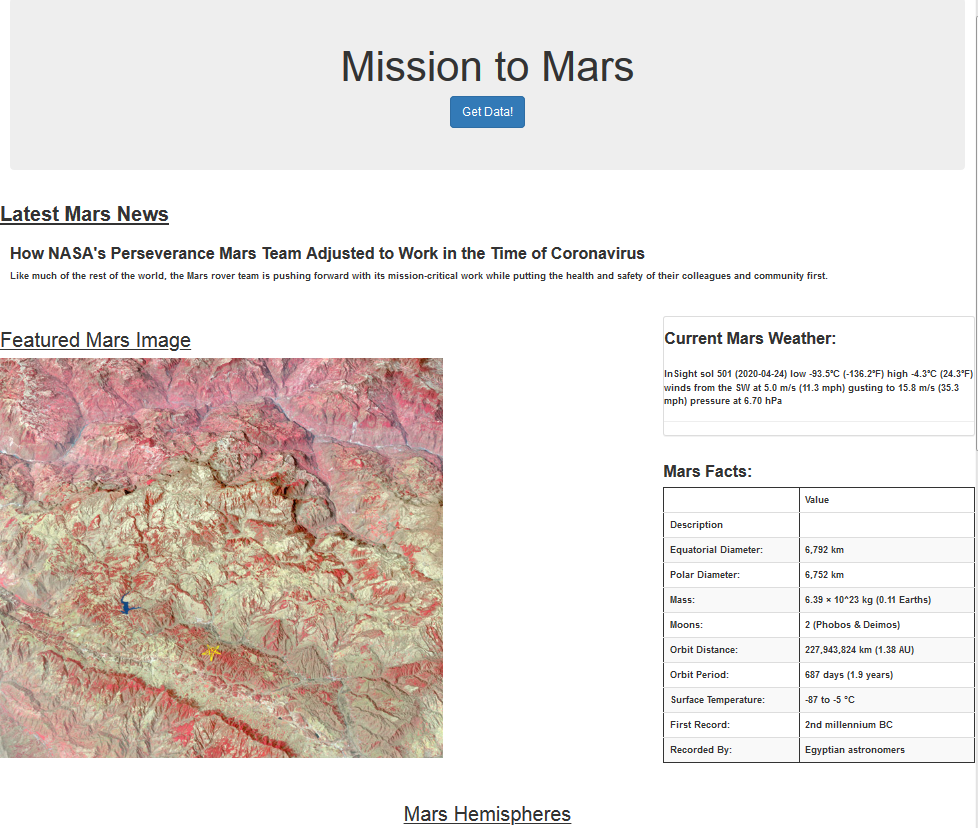 Mission to Mars
Get Data!
Latest Mars News
How NASA's Perseverance Mars Team Adjusted to Work in the Time of Coronavirus
Like much of the rest of the world, the Mars rover team is pushing forward with its mission-critical work while putting the health and safety of their colleagues and community first.
Featured Mars Image
Current Mars Weather:
InSight sol 501 (2020-04-24) low -93.5ºC (-136.2ºF) high -4.3ºC (24.3ºF)
winds from the SW at 5.0 m/s (11.3 mph) gusting to 15.8 m/s (35.3
mph) pressure at 6.70 hPa
Mars Facts:
Value
Description
Equatorial Diameter: 6,792 km
Polar Diameter: 6,752 km
Mass: 6.39 × 10^23 kg (0.11 Earths)
Moons: 2 (Phobos & Deimos)
Orbit Distance: 227,943,824 km (1.38 AU)
Orbit Period: 687 days (1.9 years)
Surface Temperature: -87 to -5 °C
First Record: 2nd millennium BC
Recorded By: Egyptian astronomers
Mars Hemispheres